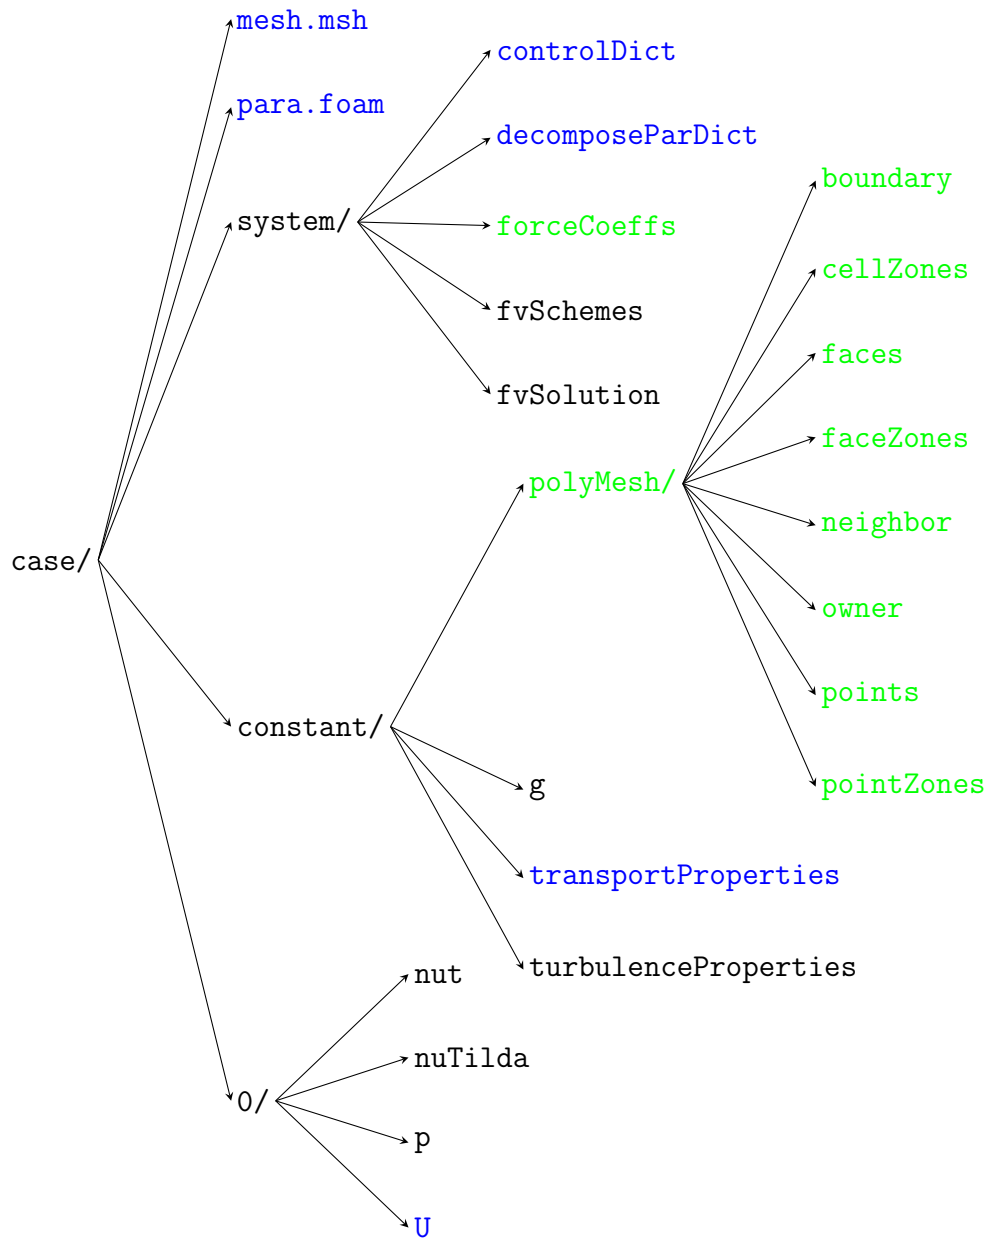 case/
mesh.msh
para.foam
system/
controlDict
decomposeParDict
forceCoeffs
fvSchemes
fvSolution
constant/
polyMesh/
boundary
cellZones
faces
faceZones
neighbor
owner
points
pointZones
g
transportProperties
turbulenceProperties
0/
nut
nuTilda
p
U